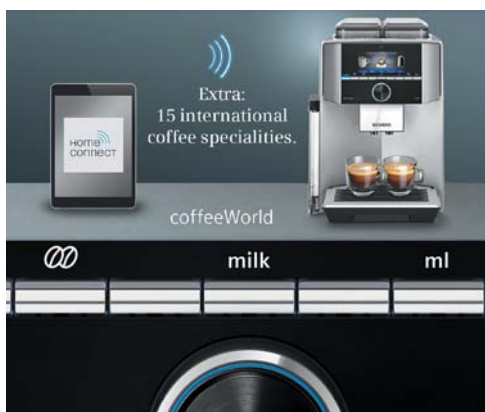 Extra:
15 international
coffee specialities.
HOME
CONNECT
SIEMENS
coffeeWorld
milk
ml